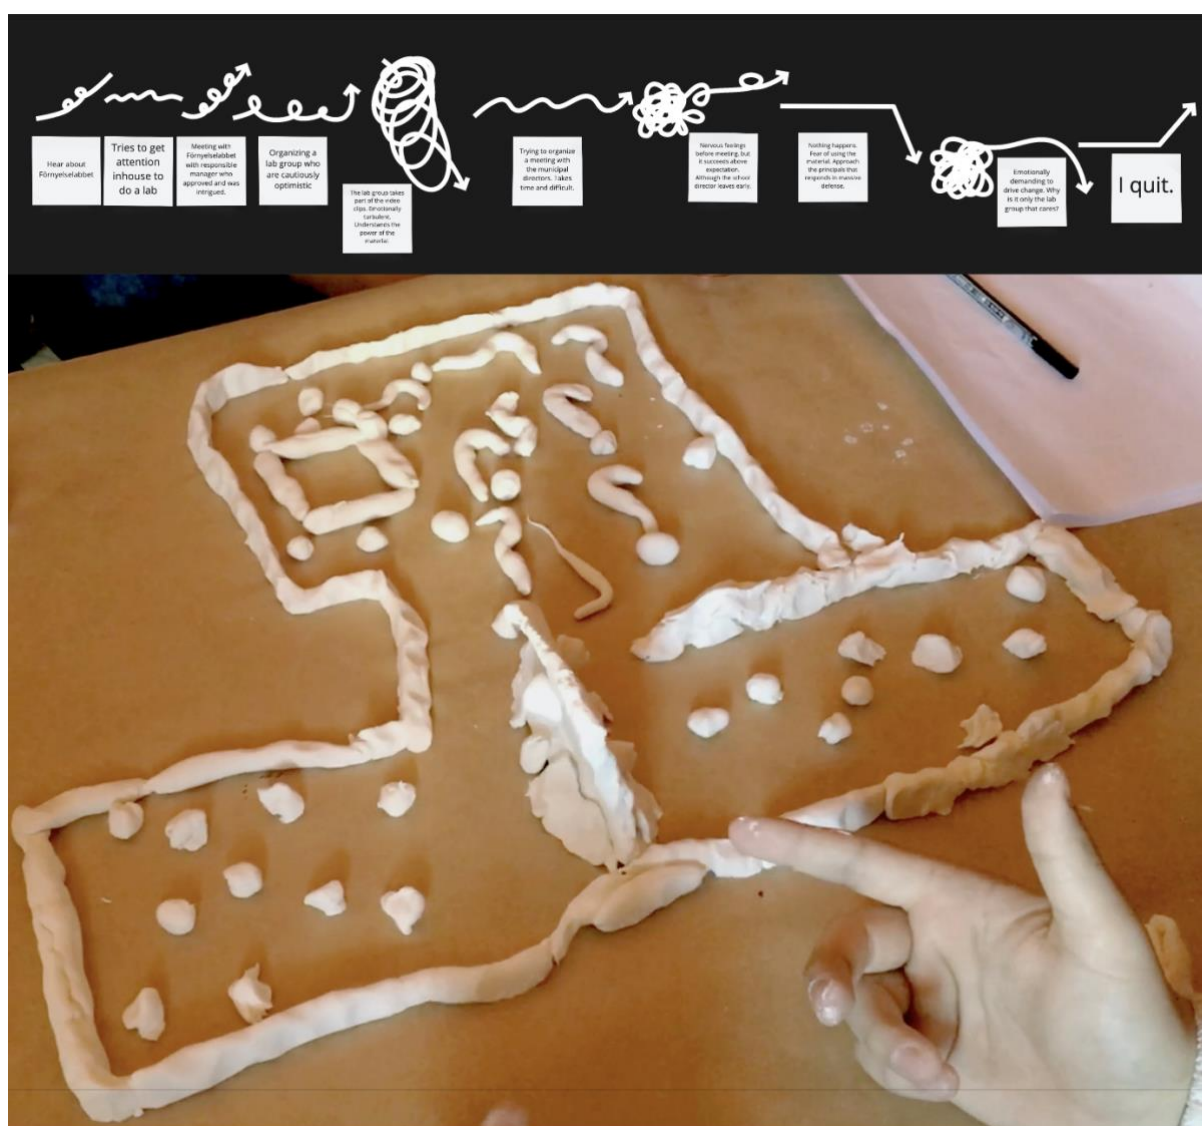 Hear about
Förnyelselabbet
Tries to get
attention
inhouse to
do a lab
Meeting with
Förnyelselabbet
with responsible
manager who
approved and was
intrigued.
Organizing a
lab group who
are cautiously
optimistic
The lab group takes
part of the video
clips. Emotionally
turbulent.
Understands the
power of the
material.
Trying to organize
a meeting with
the municipal
directors. Takes
time and difficult.
Nervous feelings
before meeting, but
it succeeds above
expectation.
Although the school
director leaves early.
Nothing happens.
Fear of using the
material. Approach
the principals that
responds in massive
defense.
Emotionally
demanding to
drive change. Why
is it only the lab
group that cares?
I quit.